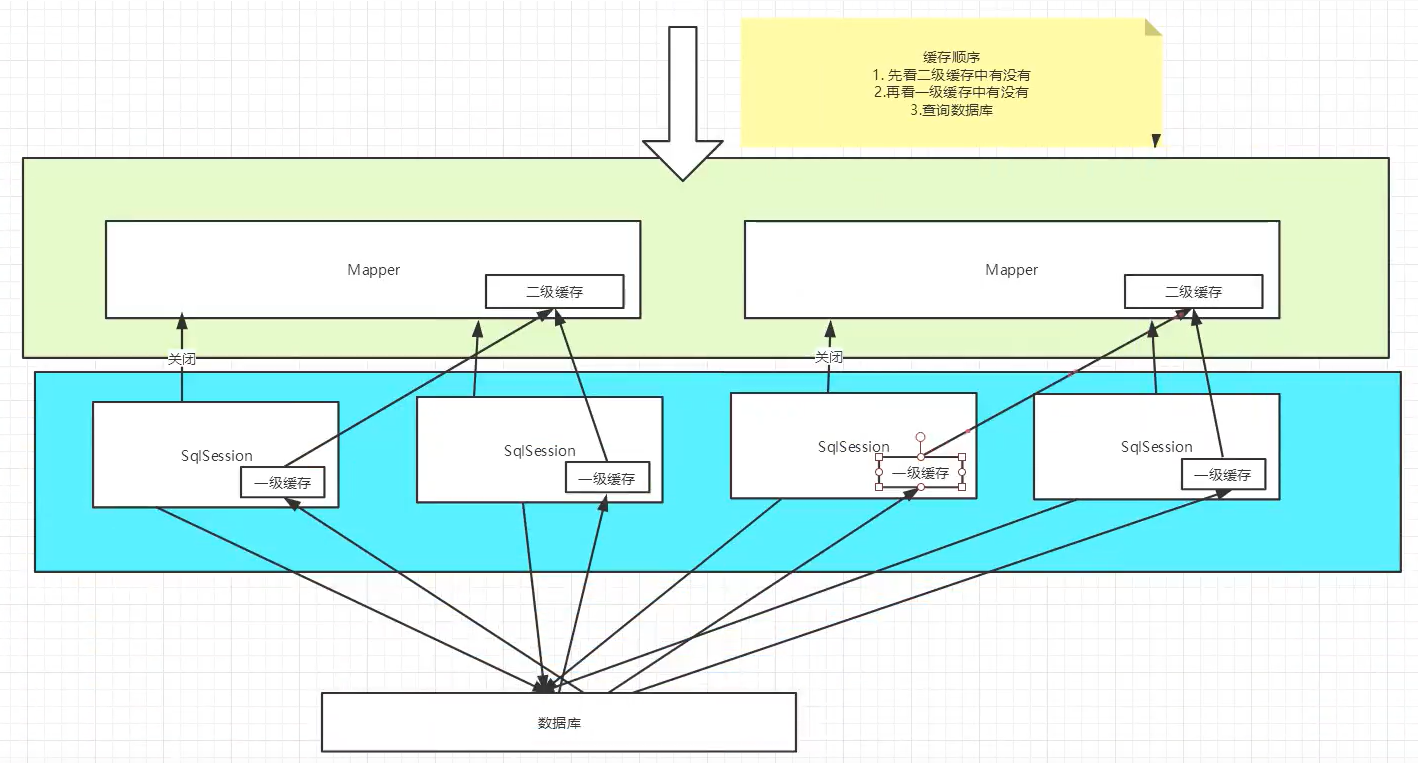 缓存顺序
1. 先看二级缓存中有没有
2.再看一级缓存中有没有
3.查询数据库
Mapper
二级缓存
Mapper
二级缓存
关闭
关闭
SqlSession
一级缓存
SqlSession
一级缓存
SqlSession
一级缓存
SqlSession
一级缓存
数据库